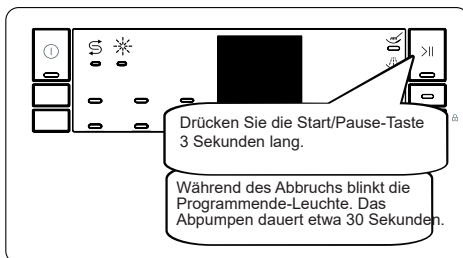 Drücken Sie die Start/Pause-Taste
3 Sekunden lang.
Während des Abbruchs blinkt die
Programmende-Leuchte. Das
Abpumpen dauert etwa 30 Sekunden.